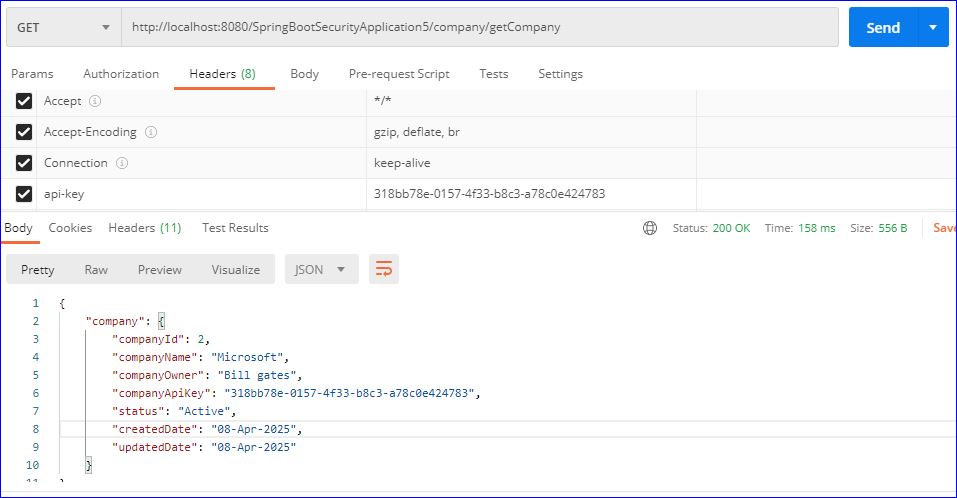 GET http://localhost:8080/SpringBootSecurityApplication5/company/getCompany Send
Params Authorization Headers (8) Body Pre-request Script Tests Settings
Accept */*
Accept-Encoding gzip, deflate, br
Connection keep-alive
api-key 318bb78e-0157-4f33-b8c3-a78c0e424783
Body Cookies Headers (11) Test Results Status: 200 OK Time: 158 ms Size: 556 B Save
Pretty Raw Preview Visualize JSON
1 {
2 "company": {
3 "companyId": 2,
4 "companyName": "Microsoft",
5 "companyOwner": "Bill gates",
6 "companyApiKey": "318bb78e-0157-4f33-b8c3-a78c0e424783",
7 "status": "Active",
8 "createdDate": "08-Apr-2025",
9 "updatedDate": "08-Apr-2025"
10 }
11 }